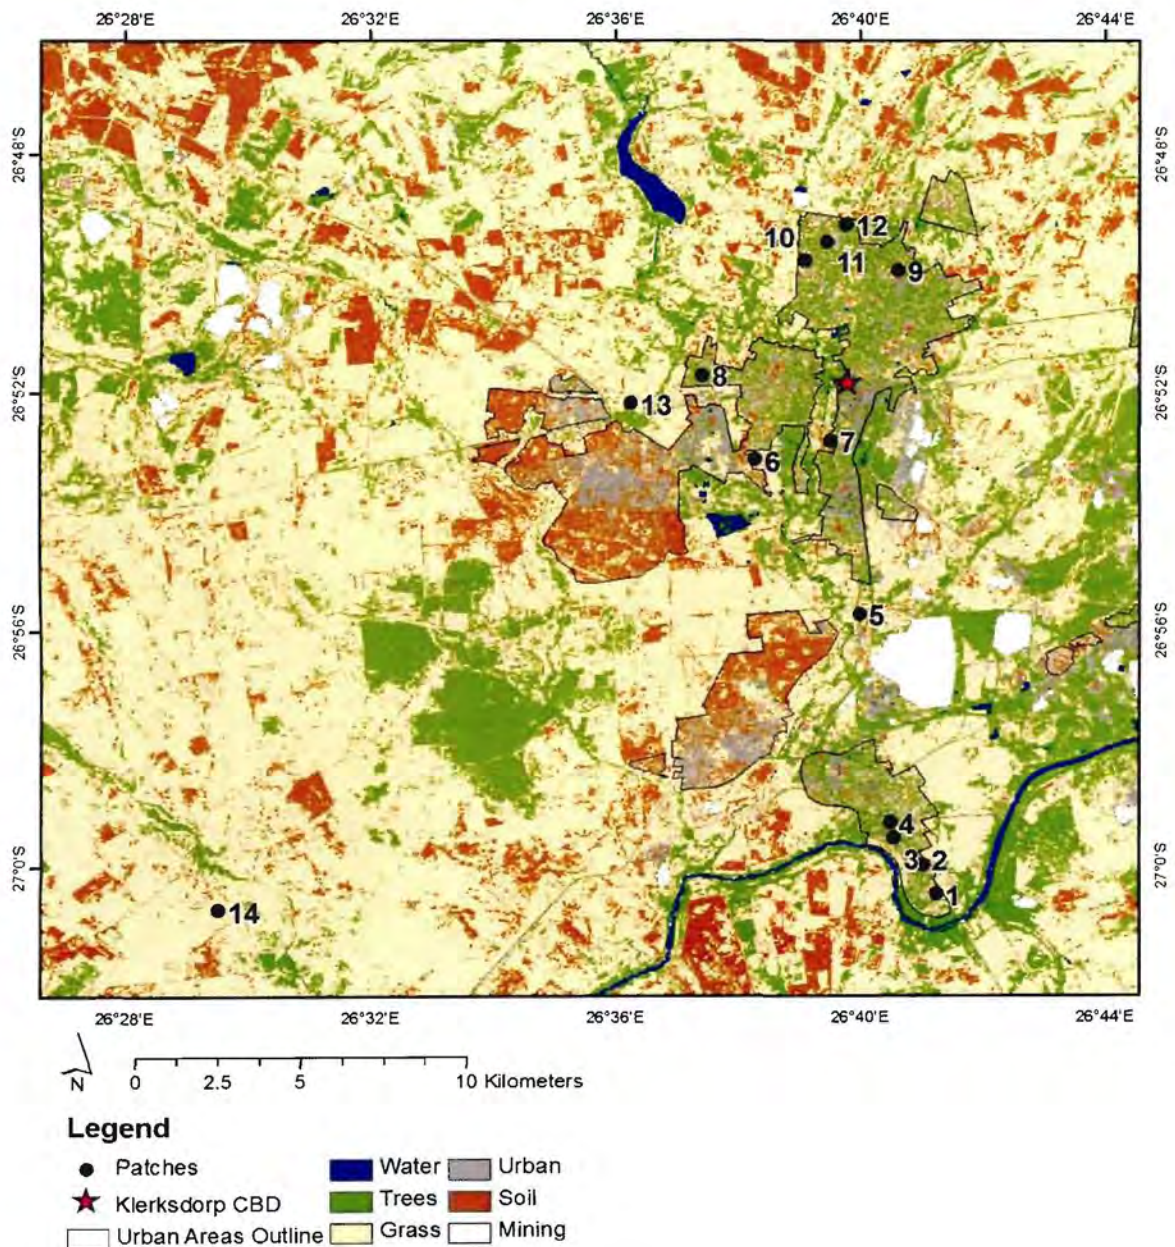 26°28'E 26°32'E 26°36'E 26°40'E 26°44'E
26°48'S 26°48'S
12
10
11 9
8
26°52'S 26°52'S
13
7
6
5
26°56'S 26°56'S
4
3 2
27°0'S 27°0'S
1
14
26°28'E 26°32'E 26°36'E 26°40'E 26°44'E
N 0 2.5 5 10 Kilometers
Legend
Patches Water Urban
Klerksdorp CBD Trees Soil
Urban Areas Outline Grass Mining